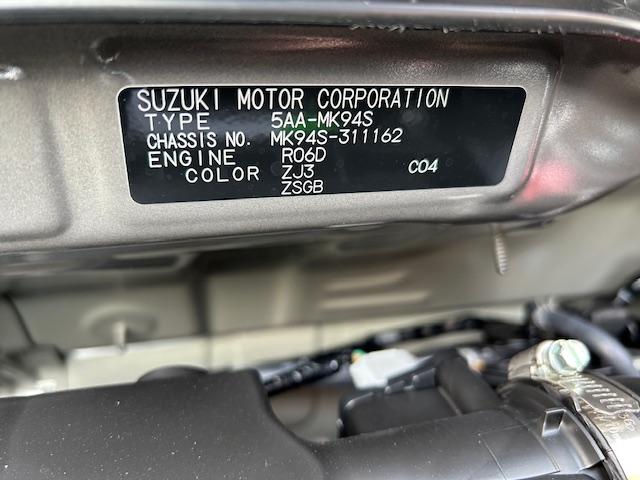 SUZUKI MOTOR CORPORATION
TYPE 5AA-MK94S
CHASSIS NO. MK94S-311162
ENGINE R06D
COLOR ZJ3 C04
ZSGB